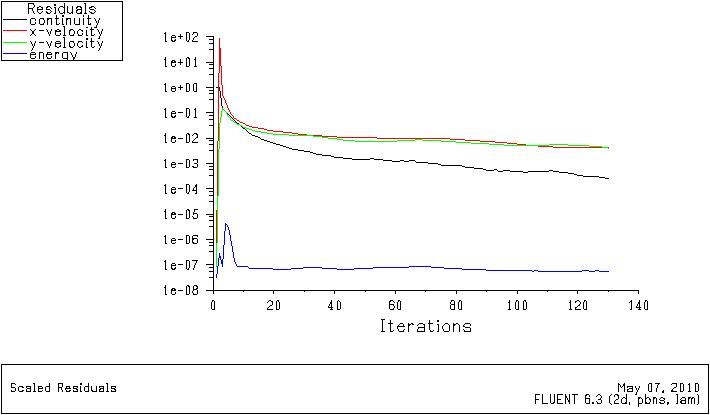 Residuals
continuity
x-velocity
y-velocity
energy
1e+02
1e+01
1e+00
1e-01
1e-02
1e-03
1e-04
1e-05
1e-06
1e-07
1e-08
0 20 40 60 80 100 120 140
Iterations
Scaled Residuals
May 07, 2010
FLUENT 6.3 (2d, pbns, lam)